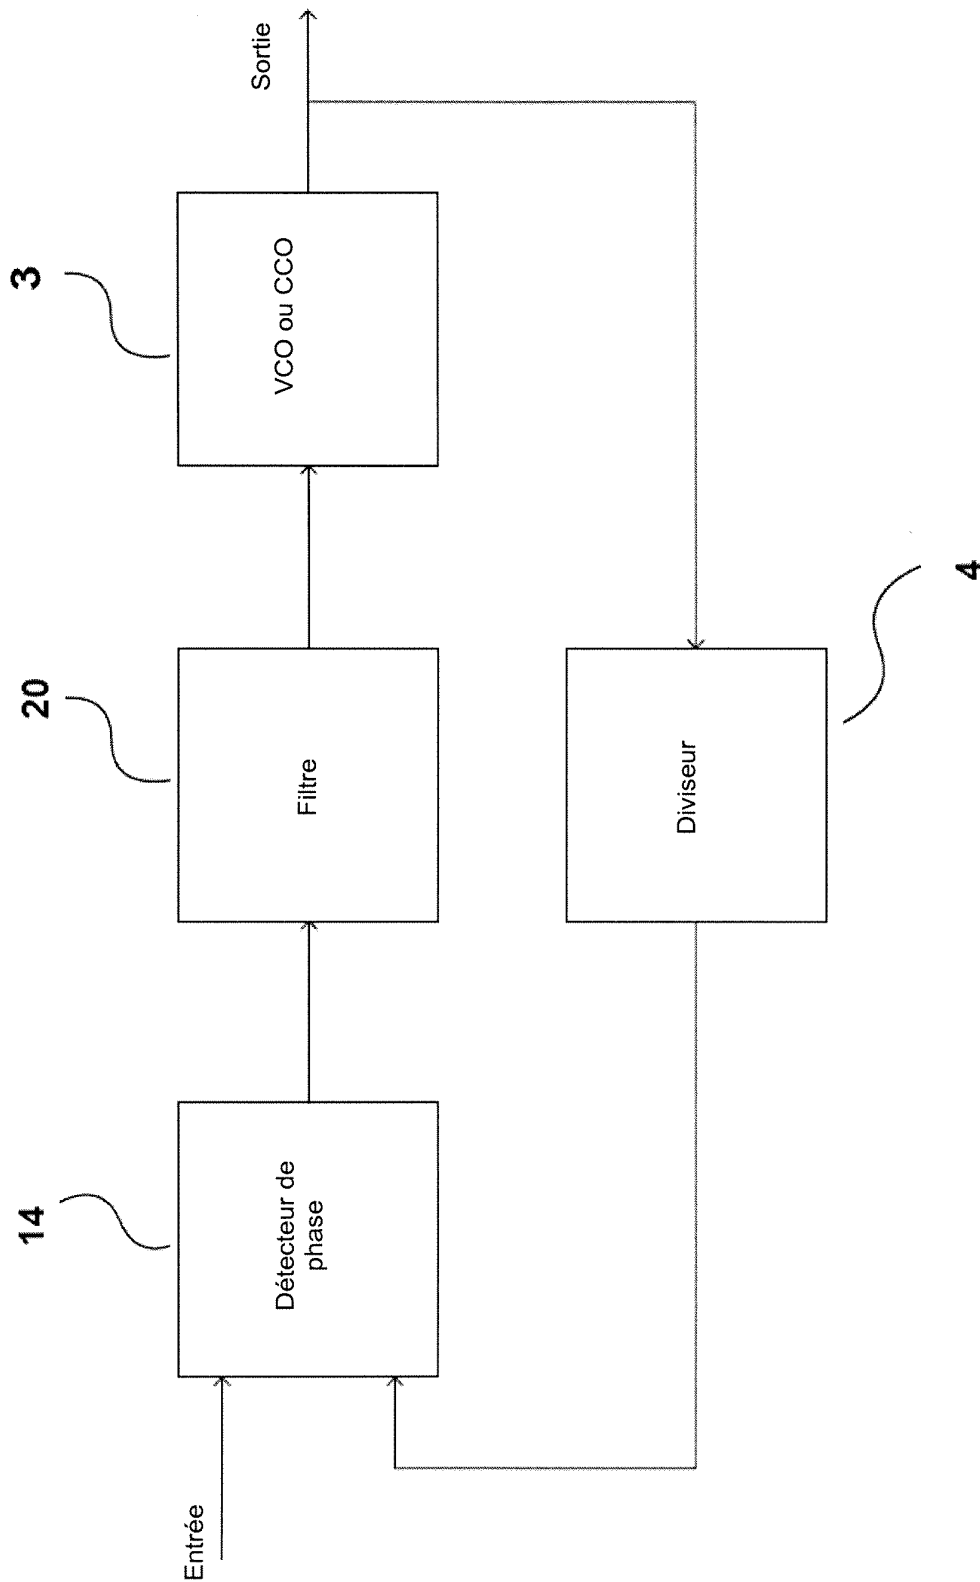 14
20
3
Entrée
Détecteur de
phase
Filtre
VCO ou CCO
Sortie
Diviseur
4